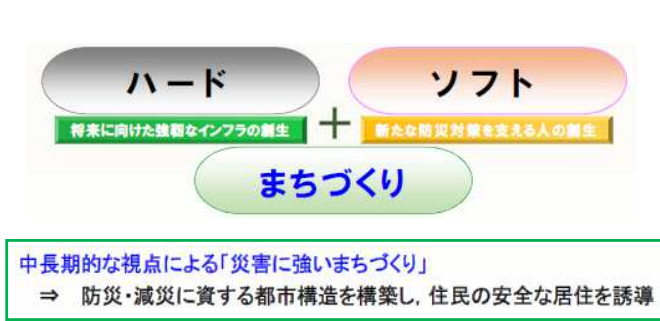 ハード
ソフト
将来に向けた強靭なインフラの創生
+
新たな防災対策を支える人の創生
まちづくり
中長期的な視点による「災害に強いまちづくり」
⇒ 防災・減災に資する都市構造を構築し，住民の安全な居住を誘導